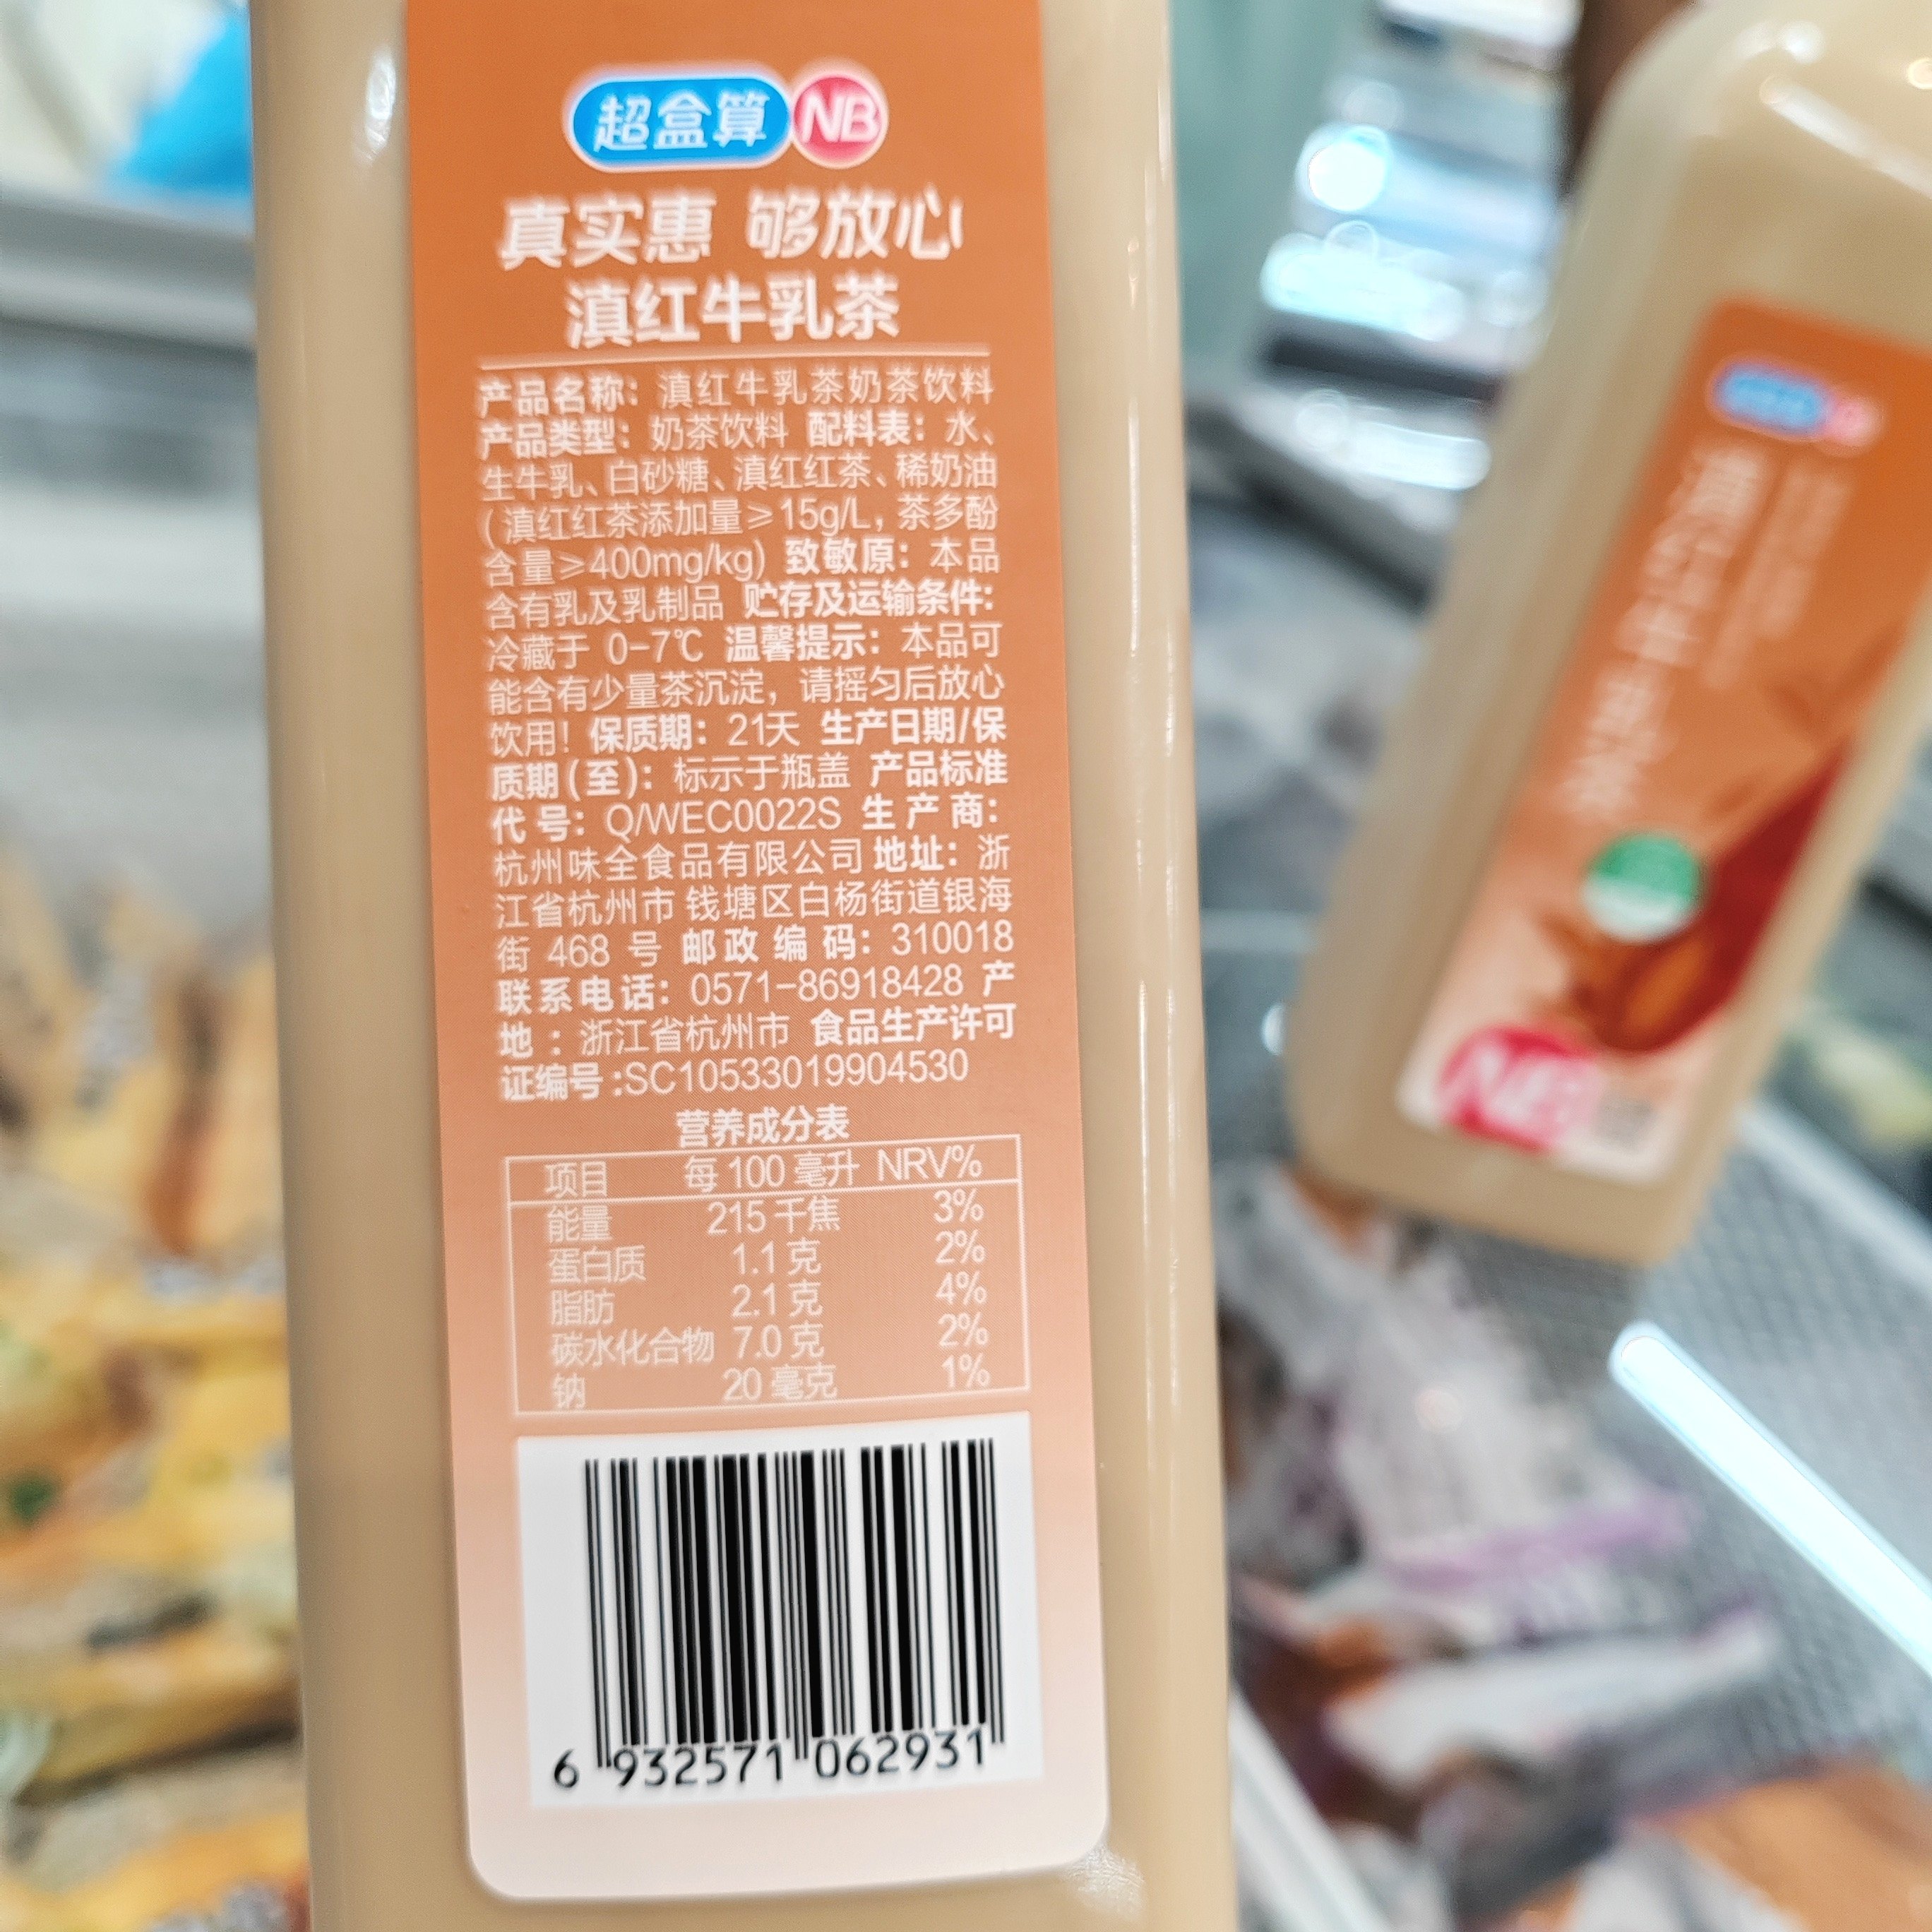 超盒算 NB
真实惠 够放心
滇红牛乳茶
产品名称：滇红牛乳茶奶茶饮料
产品类型：奶茶饮料 配料表：水、
生牛乳、白砂糖、滇红红茶、稀奶油
(滇红红茶添加量≥15g/L，茶多酚
含量≥400mg/kg) 致敏原：本品
含有乳及乳制品 贮存及运输条件：
冷藏于 0-7℃ 温馨提示：本品可
能含有少量茶沉淀，请摇匀后放心
饮用！保质期：21天 生产日期/保
质期(至)：标示于瓶盖 产品标准
代号：Q/WEC0022S 生产商：
杭州味全食品有限公司 地址：浙
江省杭州市钱塘区白杨街道银海
街 468 号 邮政编码：310018
联系电话：0571-86918428 产
地：浙江省杭州市 食品生产许可
证编号:SC10533019904530
营养成分表
项目 每100毫升 NRV%
能量 215千焦 3%
蛋白质 1.1克 2%
脂肪 2.1克 4%
碳水化合物 7.0克 2%
钠 20毫克 1%
6 932571 062931
滇红牛乳茶
NB